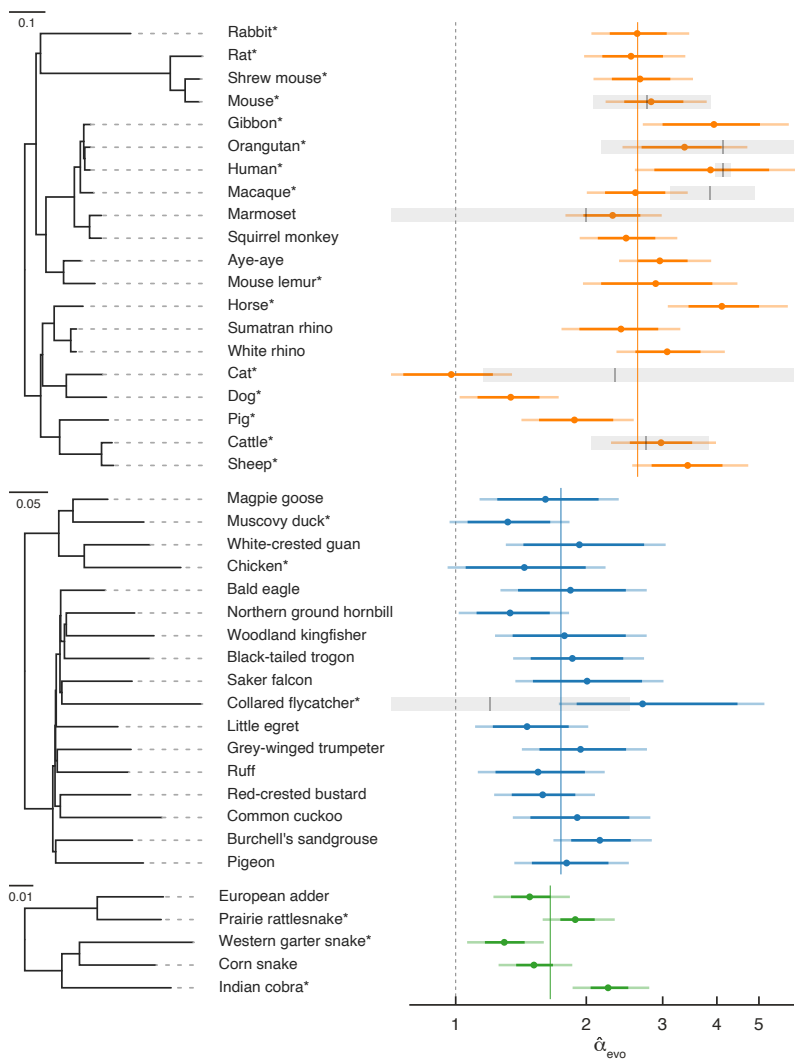 0.1
Rabbit*
Rat*
Shrew mouse*
Mouse*
Gibbon*
Orangutan*
Human*
Macaque*
Marmoset
Squirrel monkey
Aye-aye
Mouse lemur*
Horse*
Sumatran rhino
White rhino
Cat*
Dog*
Pig*
Cattle*
Sheep*
0.05
Magpie goose
Muscovy duck*
White-crested guan
Chicken*
Bald eagle
Northern ground hornbill
Woodland kingfisher
Black-tailed trogon
Saker falcon
Collared flycatcher*
Little egret
Grey-winged trumpeter
Ruff
Red-crested bustard
Common cuckoo
Burchell's sandgrouse
Pigeon
0.01
European adder
Prairie rattlesnake*
Western garter snake*
Corn snake
Indian cobra*
1 2 3 4 5
α̂evo